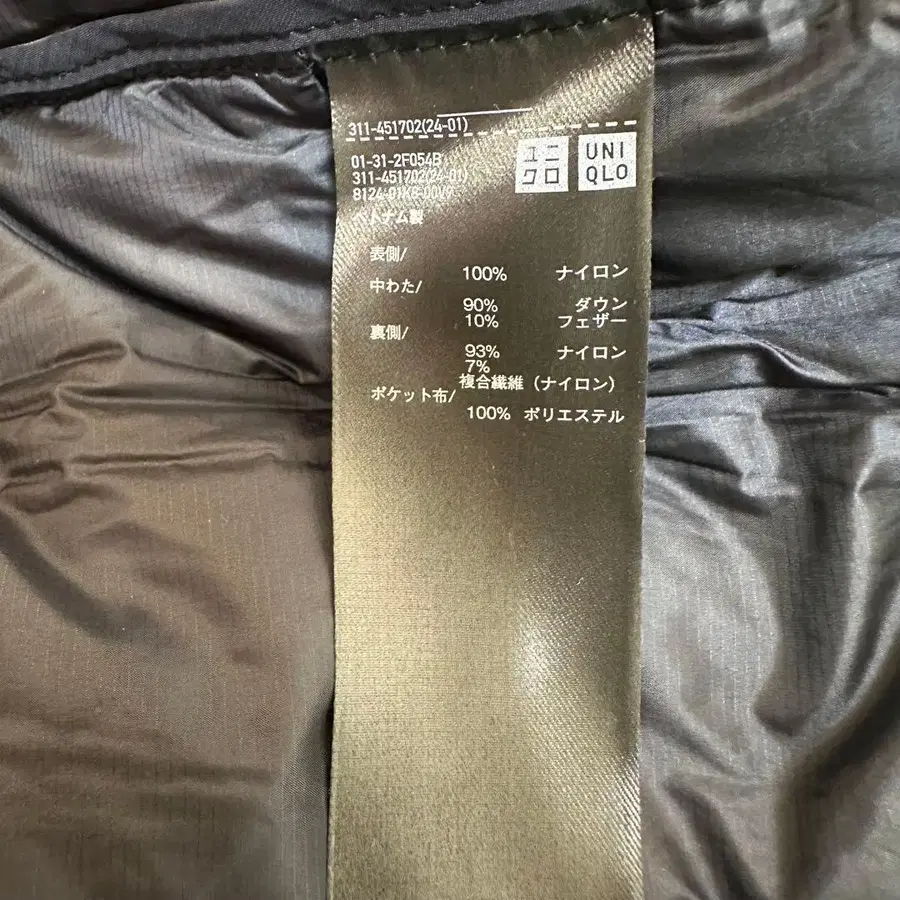 311-451702(24-01)
01-31-2F054B
311-451702(24-01)
ユニ
クロ
UNI
QLO
ベトナム製
表側/
100% ナイロン
中わた/
90% ダウン
10% フェザー
裏側/
93% ナイロン
7%
複合繊維（ナイロン）
ポケット布/
100% ポリエステル